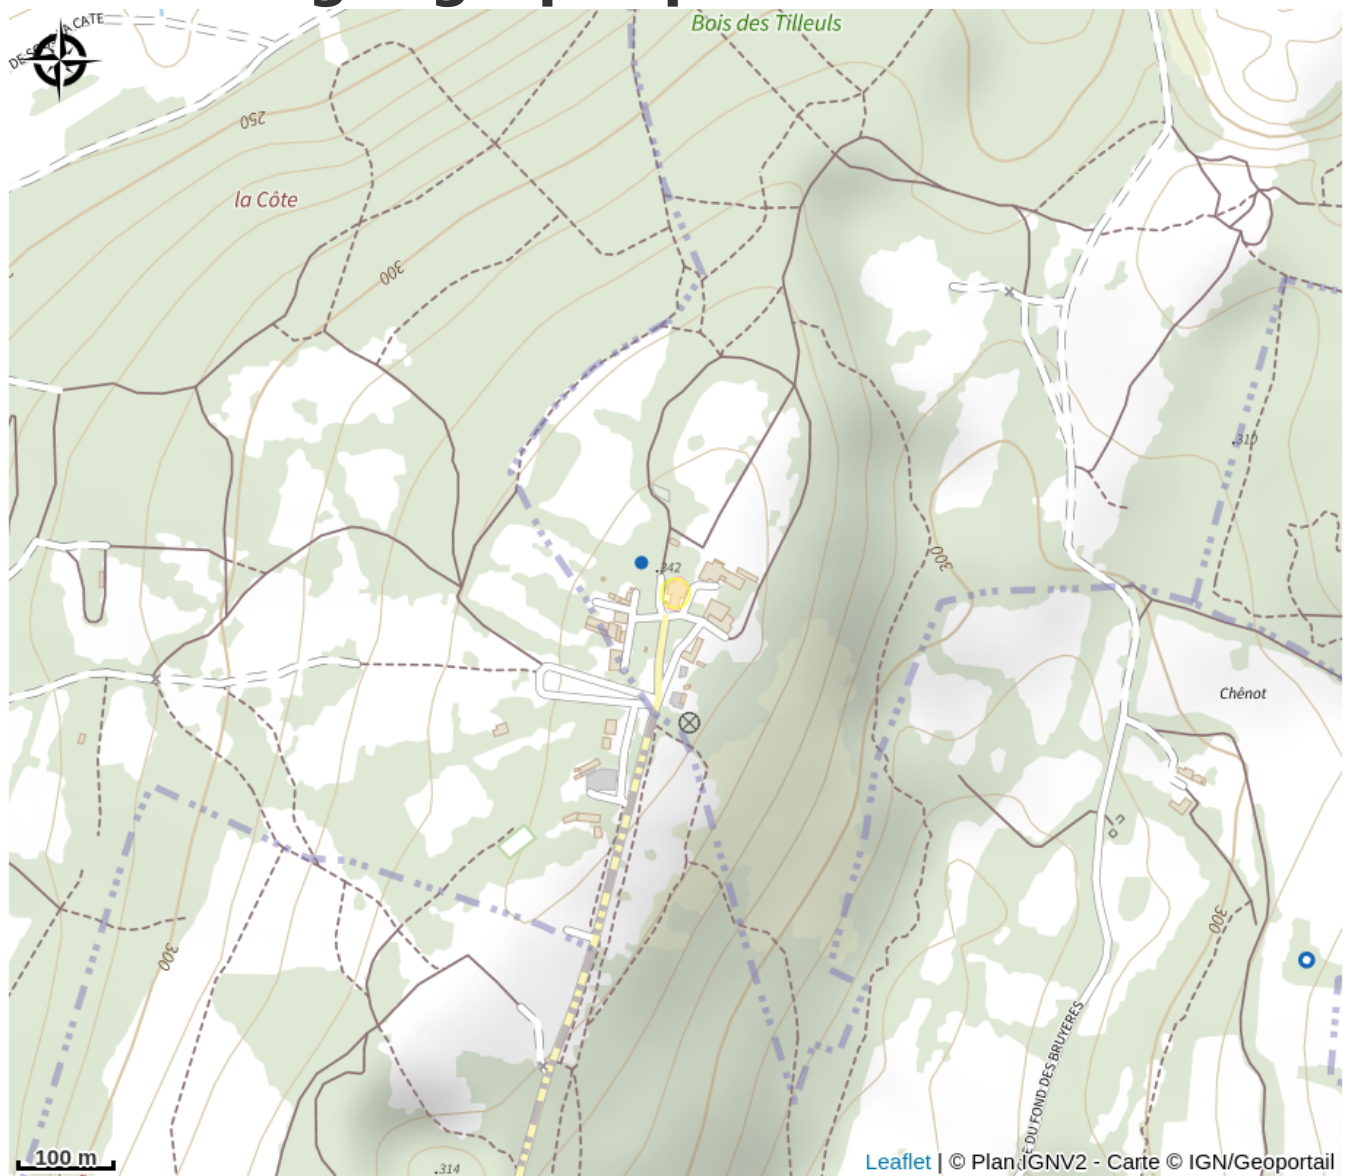 Bois des Tilleuls
250
la Côte
300
.310
300
.342
Chênot
300
300
DU FOND DES BRUYERES
100 m
.314
Leaflet | © Plan IGNV2 - Carte © IGN/Geoportail